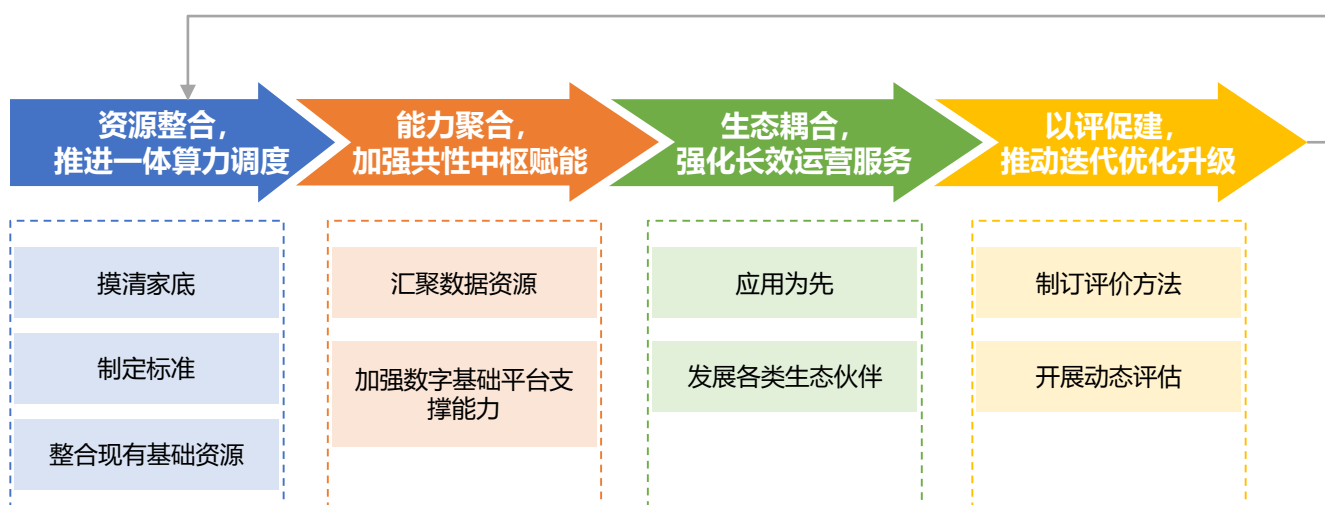 资源整合，
推进一体算力调度
能力聚合，
加强共性中枢赋能
生态耦合，
强化长效运营服务
以评促建，
推动迭代优化升级
摸清家底
制定标准
整合现有基础资源
汇聚数据资源
加强数字基础平台支
撑能力
应用为先
发展各类生态伙伴
制订评价方法
开展动态评估